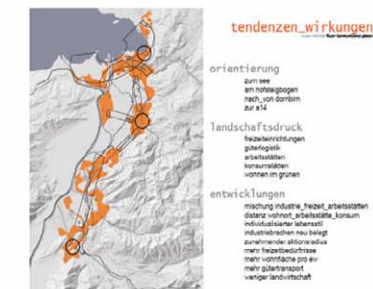 tendenzen_wirkungen
orientierung
zum see
am hofsteigbogen
nach_von dornbirn
zur a14
landschaftsdruck
freizeiteinrichtungen
güterlogistik
arbeitsstätten
konsumstätten
wohnen im grünen
entwicklungen
mischung industrie_freizeit_arbeitsstätten
distanz wohnort_arbeitsstätte_konsum
individualisierter lebensstil
industriebrachen neu belegt
zunehmender aktionsradius
mehr freizeitbedürfnisse
mehr wohnfläche pro ew
mehr gütertransport
weniger landwirtschaft